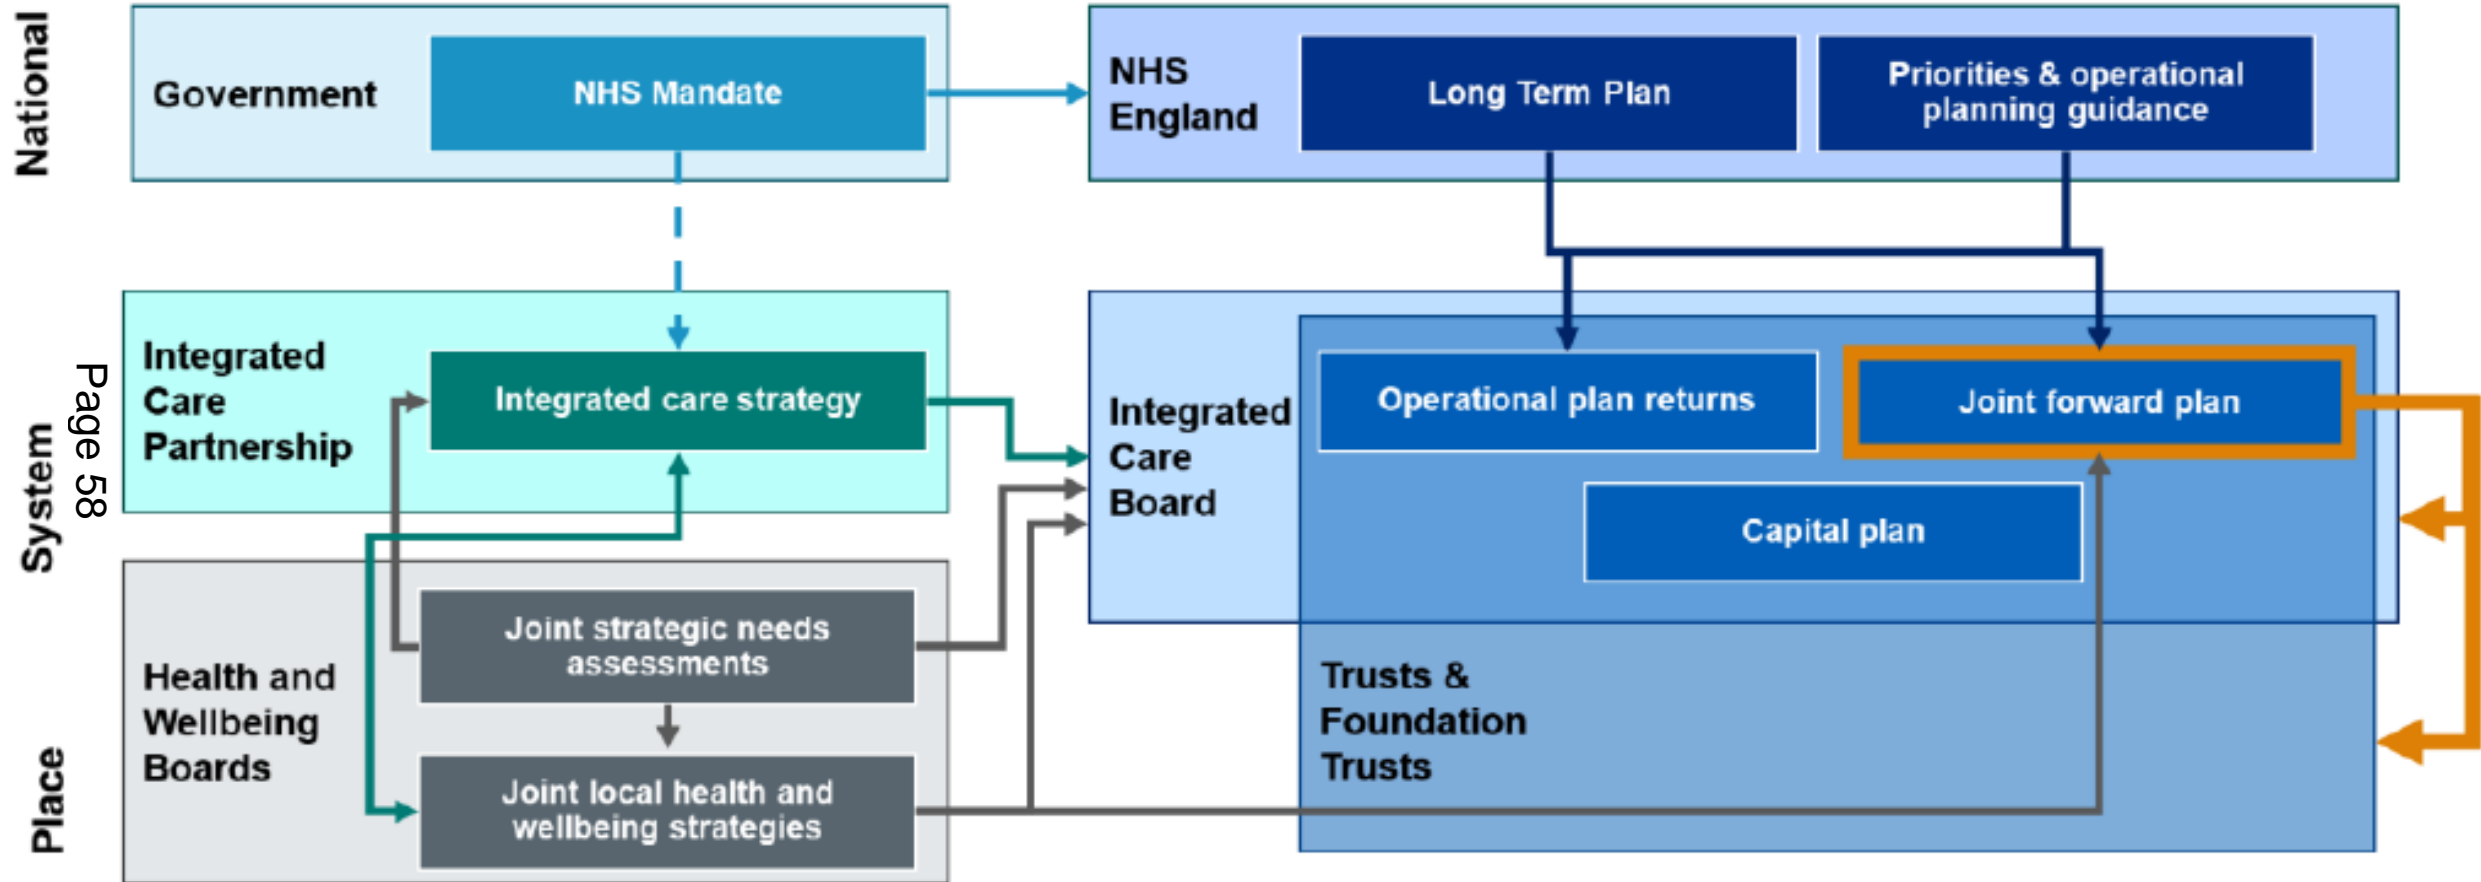 National
Government
NHS Mandate
NHS
England
Long Term Plan
Priorities & operational
planning guidance
System
Page 58
Integrated
Care
Partnership
Integrated care strategy
Integrated
Care
Board
Operational plan returns
Joint forward plan
Capital plan
Place
Health and
Wellbeing
Boards
Joint strategic needs
assessments
Joint local health and
wellbeing strategies
Trusts &
Foundation
Trusts